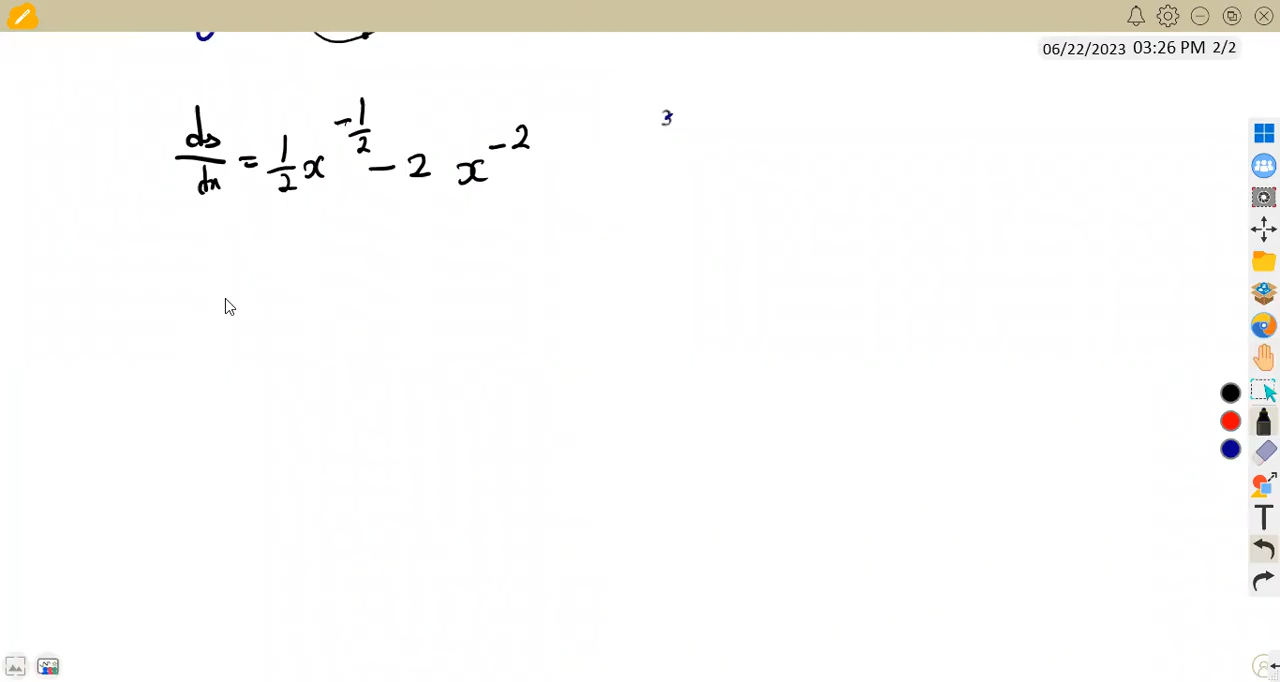 06/22/2023 03:26 PM 2/2
ds/dx = 1/2 x^(-1/2) - 2 x^(-2)
3
T